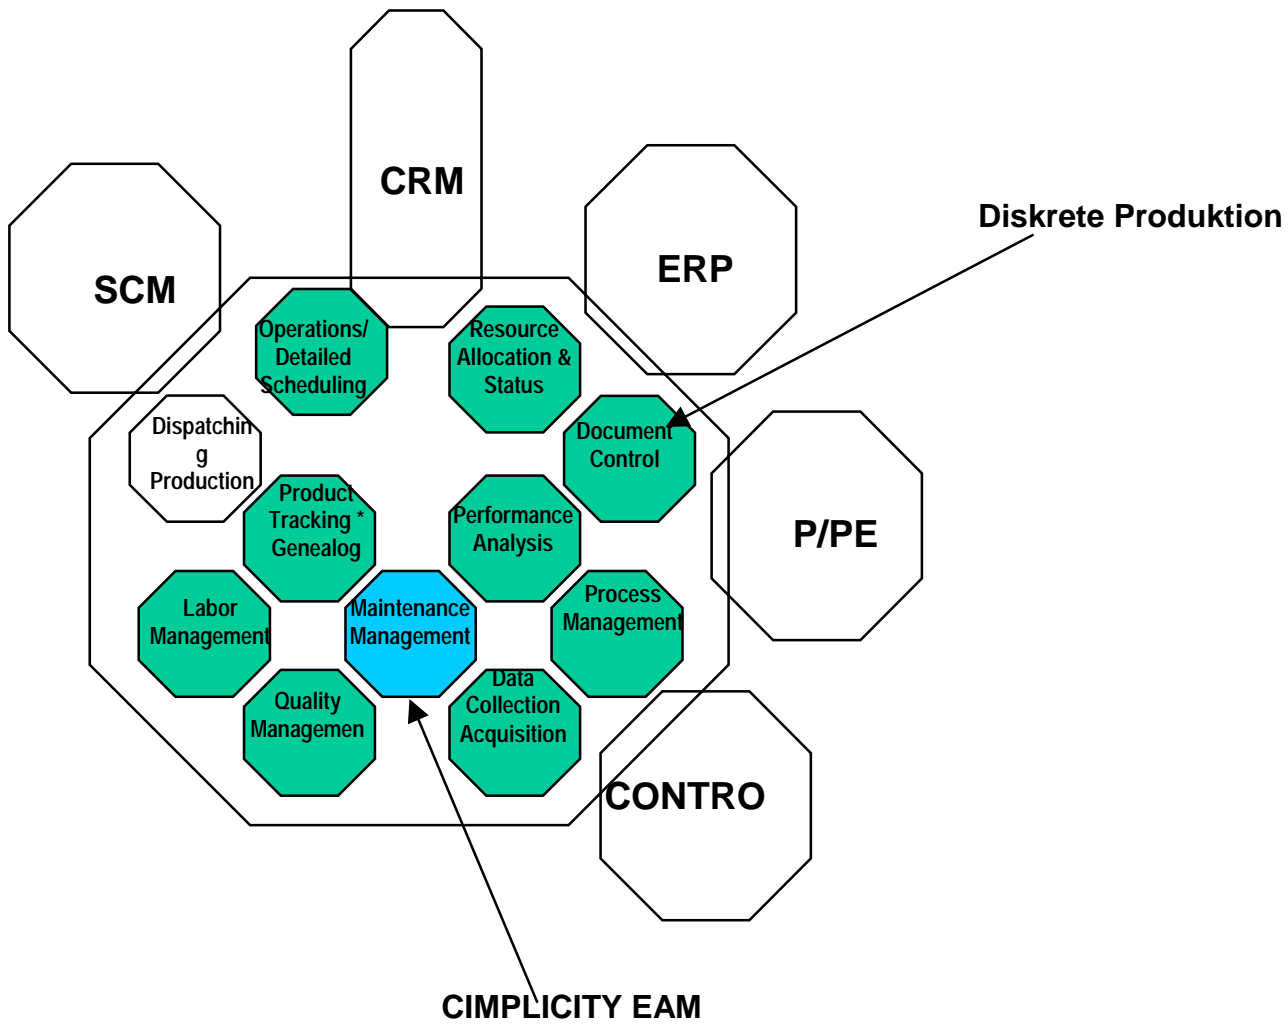 CRM
SCM
ERP
Diskrete Produktion
Operations/
Detailed
Scheduling
Resource
Allocation &
Status
Dispatchin
g
Production
Document
Control
Product
Tracking *
Genealog
Performance
Analysis
P/PE
Labor
Management
Maintenance
Management
Process
Management
Quality
Managemen
Data
Collection
Acquisition
CONTRO
CIMPLICITY EAM